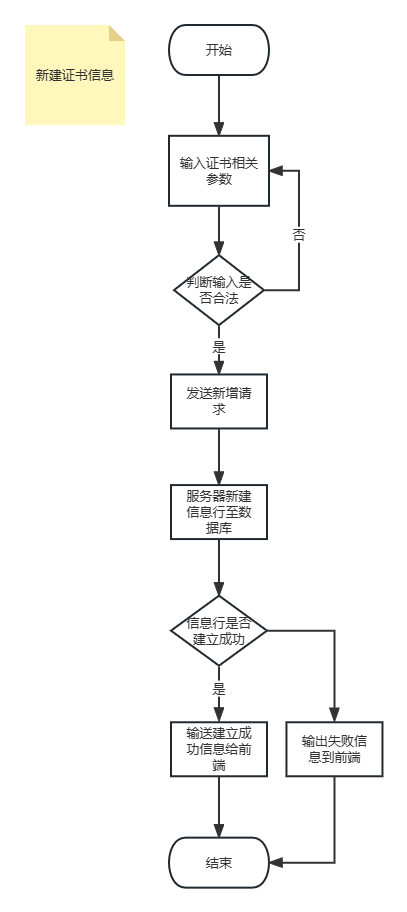 新建证书信息
开始
输入证书相关
参数
否
判断输入是
否合法
是
发送新增请
求
服务器新建
信息行至数
据库
信息行是否
建立成功
是
输送建立成
功信息给前
端
输出失败信
息到前端
结束